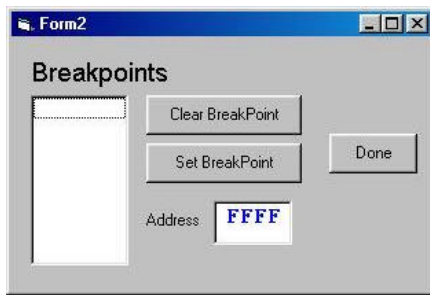 Form2
Breakpoints
Clear BreakPoint
Set BreakPoint
Done
Address FFFF